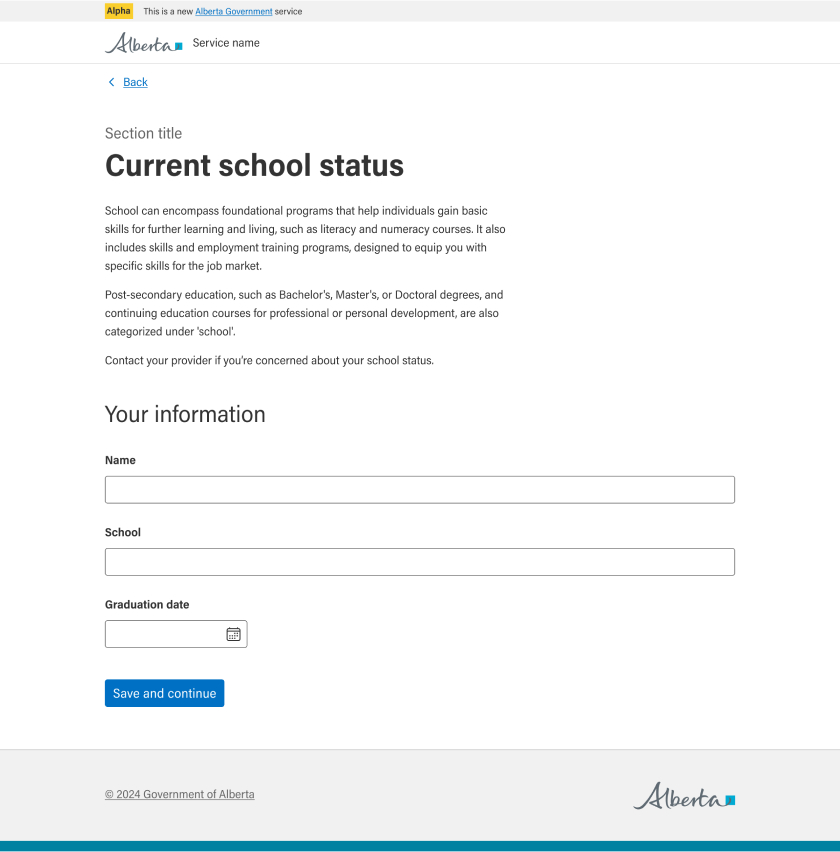 Alpha This is a new Alberta Government service
Alberta Service name
Back
Section title
Current school status
School can encompass foundational programs that help individuals gain basic
skills for further learning and living, such as literacy and numeracy courses. It also
includes skills and employment training programs, designed to equip you with
specific skills for the job market.
Post-secondary education, such as Bachelor's, Master's, or Doctoral degrees, and
continuing education courses for professional or personal development, are also
categorized under 'school'.
Contact your provider if you're concerned about your school status.
Your information
Name
School
Graduation date
Save and continue
© 2024 Government of Alberta
Alberta